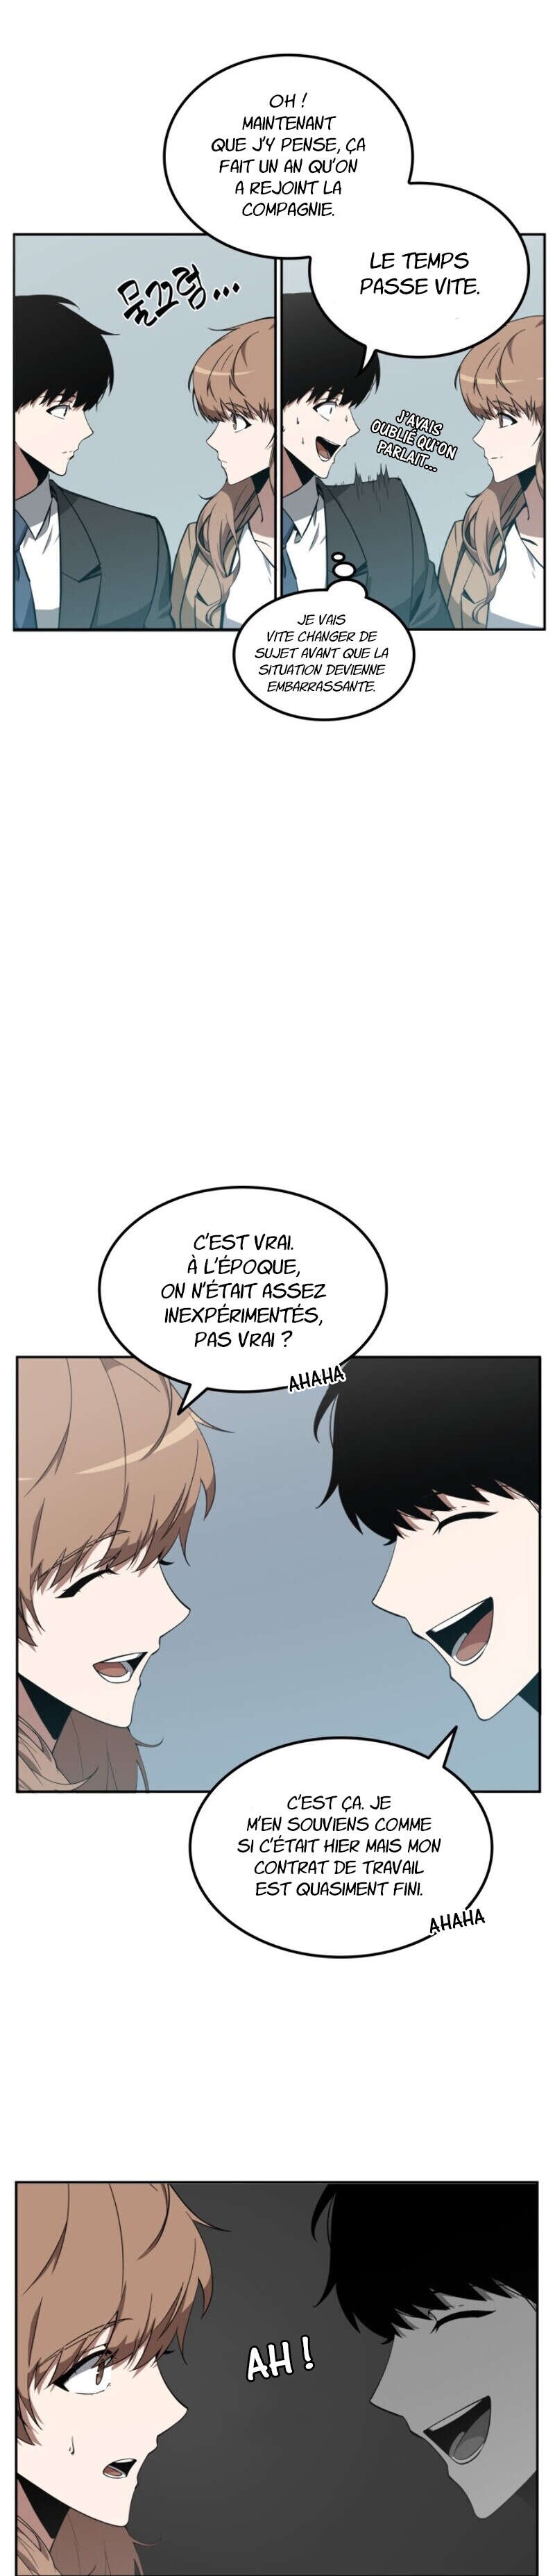 OH !
MAINTENANT
QUE J'Y PENSE, ÇA
FAIT UN AN QU'ON
A REJOINT LA
COMPAGNIE.
LE TEMPS
PASSE VITE.
물끄럼...
J'AVAIS
OUBLIÉ QU'ON
PARLAIT...
JE VAIS
VITE CHANGER DE
SUJET AVANT QUE LA
SITUATION DEVIENNE
EMBARRASSANTE.
C'EST VRAI.
À L'ÉPOQUE,
ON N'ÉTAIT ASSEZ
INEXPÉRIMENTÉS,
PAS VRAI ?
AHAHA
C'EST ÇA. JE
M'EN SOUVIENS COMME
SI C'ÉTAIT HIER MAIS MON
CONTRAT DE TRAVAIL
EST QUASIMENT FINI.
AHAHA
AH !